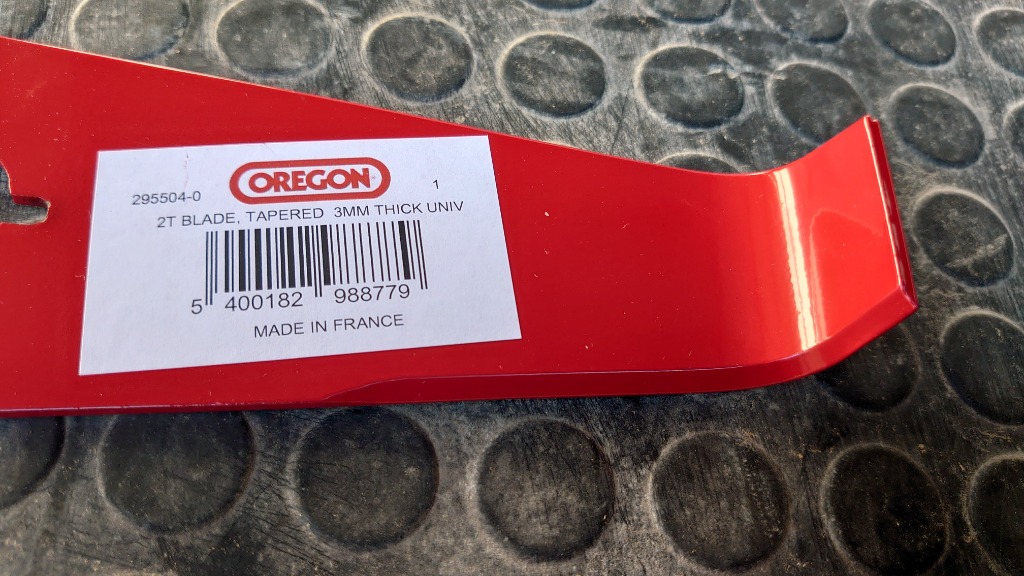 OREGON
295504-0 1
2T BLADE, TAPERED 3MM THICK UNIV
5 400182 988779
MADE IN FRANCE